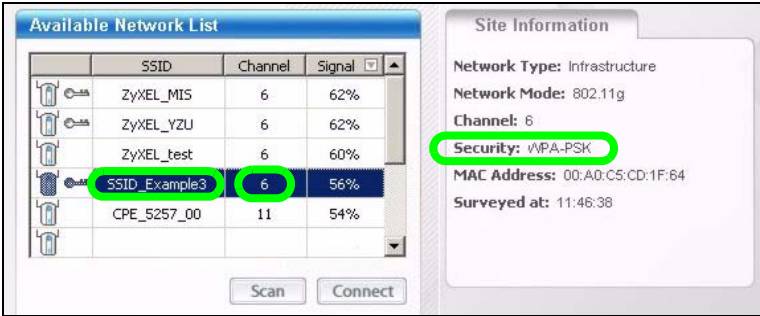 Available Network List
SSID Channel Signal
ZyXEL_MIS 6 62%
ZyXEL_YZU 6 62%
ZyXEL_test 6 60%
SSID_Example3 6 56%
CPE_5257_00 11 54%
Scan Connect
Site Information
Network Type: Infrastructure
Network Mode: 802.11g
Channel: 6
Security: WPA-PSK
MAC Address: 00:A0:C5:CD:1F:64
Surveyed at: 11:46:38